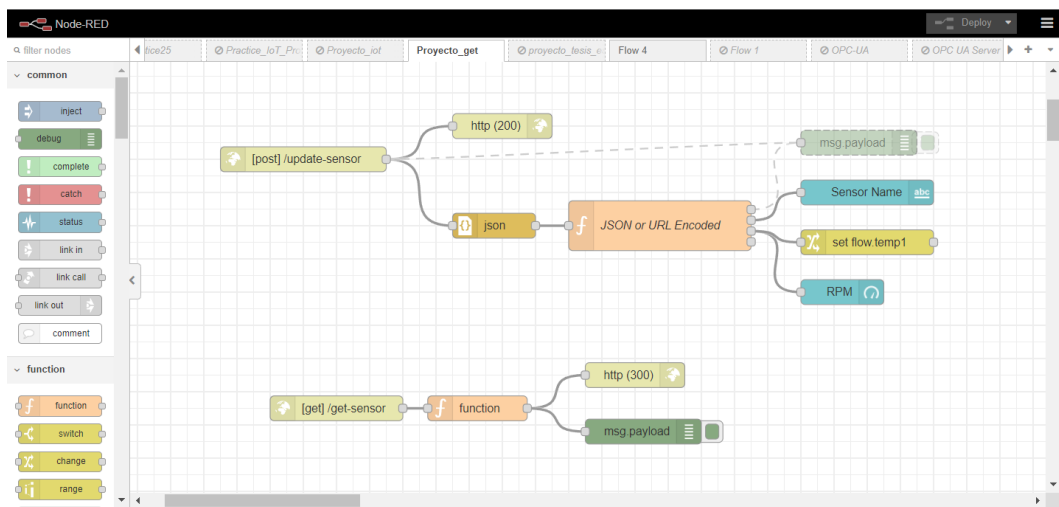 Node-RED
Deploy
filter nodes
tice25
Practice_IoT_Pro
Proyecto_iot
Proyecto_get
proyecto_tesis_e
Flow 4
Flow 1
OPC-UA
OPC UA Server
common
inject
debug
complete
catch
status
link in
link call
link out
comment
function
function
switch
change
range
http (200)
[post] /update-sensor
msg.payload
Sensor Name
abc
json
JSON or URL Encoded
set flow.temp1
RPM
http (300)
[get] /get-sensor
function
msg.payload